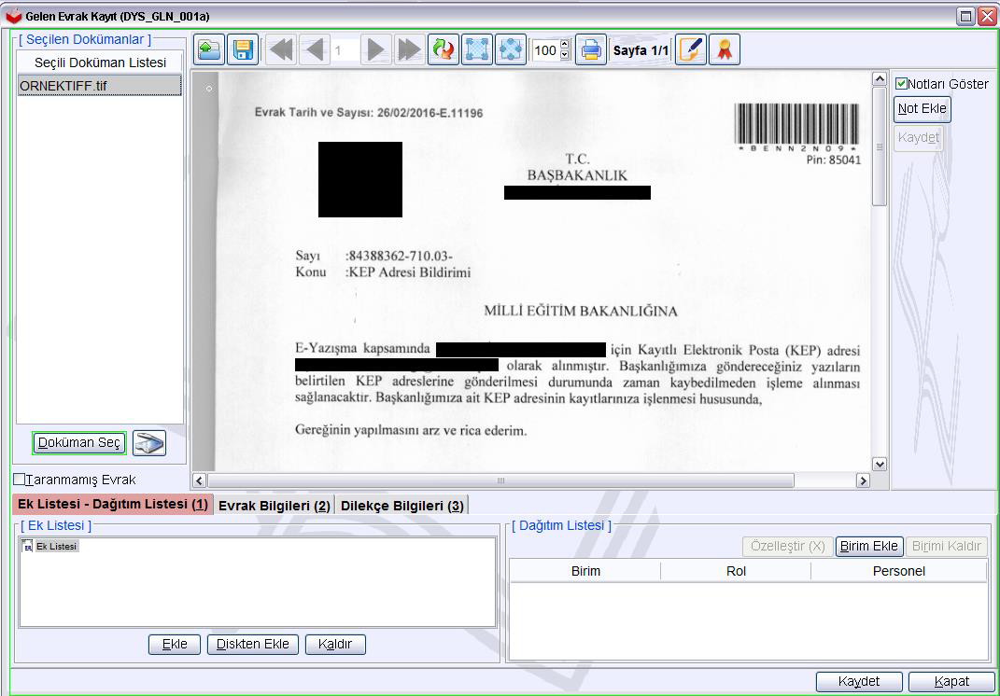 Gelen Evrak Kayıt (DYS_GLN_001a)
[ Seçilen Dokümanlar ]
Seçili Doküman Listesi
ORNEKTIFF.tif
1
100
Sayfa 1/1
Notları Göster
Not Ekle
Kaydet
Evrak Tarih ve Sayısı: 26/02/2016-E.11196
*BENN2N09*
Pin: 85041
T.C.
BAŞBAKANLIK
Sayı :84388362-710.03-
Konu :KEP Adresi Bildirimi
MİLLİ EĞİTİM BAKANLIĞINA
E-Yazışma kapsamında için Kayıtlı Elektronik Posta (KEP) adresi
olarak alınmıştır. Başkanlığımıza göndereceğiniz yazıların
belirtilen KEP adreslerine gönderilmesi durumunda zaman kaybedilmeden işleme alınması
sağlanacaktır. Başkanlığımıza ait KEP adresinin kayıtlarınıza işlenmesi hususunda,
Gereğinin yapılmasını arz ve rica ederim.
Doküman Seç
Taranmamış Evrak
Ek Listesi - Dağıtım Listesi (1)
Evrak Bilgileri (2)
Dilekçe Bilgileri (3)
[ Ek Listesi ]
Ek Listesi
Ekle
Diskten Ekle
Kaldır
[ Dağıtım Listesi ]
Özelleştir (X)
Birim Ekle
Birimi Kaldır
Birim
Rol
Personel
Kaydet
Kapat